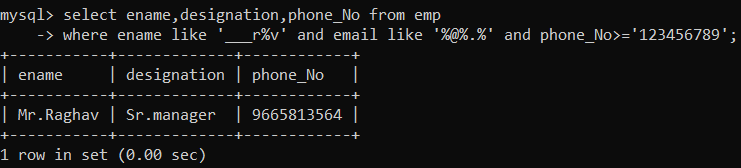 mysql> select ename,designation,phone_No from emp
    -> where ename like '___r%v' and email like '%@%.%' and phone_No>='123456789';
+-----------+-------------+------------+
| ename     | designation | phone_No   |
+-----------+-------------+------------+
| Mr.Raghav | Sr.manager  | 9665813564 |
+-----------+-------------+------------+
1 row in set (0.00 sec)